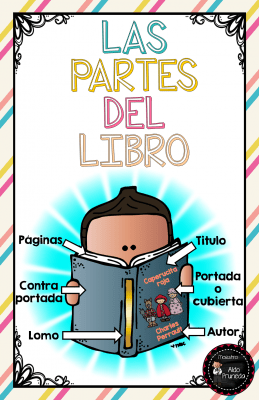 LAS
PARTES
DEL
LIBRO
Páginas
Titulo
Caperucita
roja
Contra
portada
Portada
o
cubierta
Lomo
Charles
Perrault
Autor
Maestro
Aldo
Pruneda